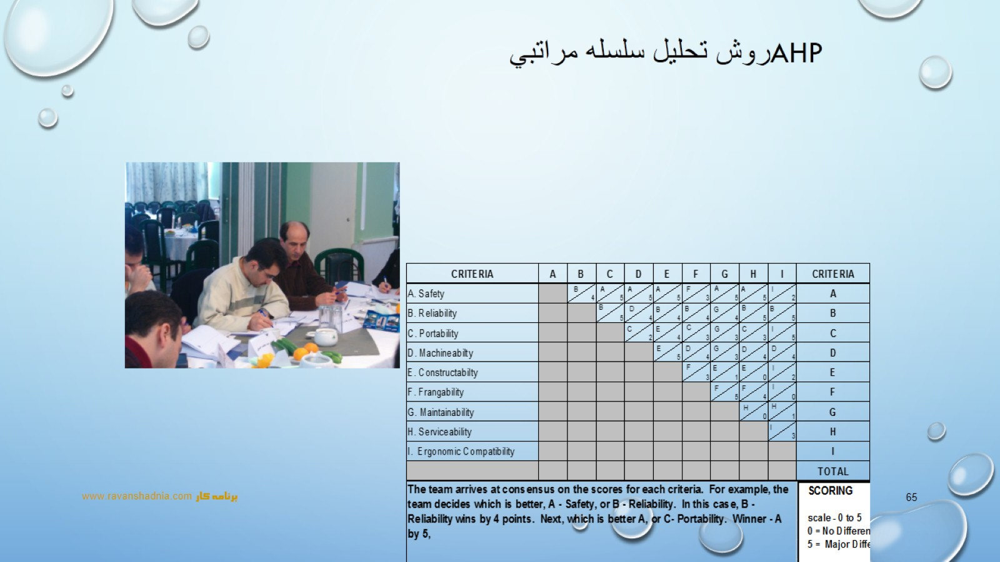 روش تحليل سلسله مراتبيAHP
CRITERIA A B C D E F G H I CRITERIA
A. Safety B 4 A 5 A 5 A 5 F 3 A 5 A 5 I 2 A
B. Reliability B 5 D 4 B 4 B 4 G 4 B 5 B 5 B
C. Portability C 2 E 4 C 3 G 3 C 3 I 5 C
D. Machineabilty E 5 D 4 G 3 D 4 D 4 D
E. Constructabilty F 3 E 1 E 0 I 2 E
F. Frangability F 5 F 4 I 0 F
G. Maintainability H 0 H 1 G
H. Serviceability I 3 H
I. Ergonomic Compatibility I
TOTAL
The team arrives at consensus on the scores for each criteria. For example, the
team decides which is better, A - Safety, or B - Reliability. In this case, B -
Reliability wins by 4 points. Next, which is better A, or C- Portability. Winner - A
by 5,
SCORING
scale - 0 to 5
0 = No Differen
5 = Major Diffe
www.ravanshadnia.com برنامه کار
65